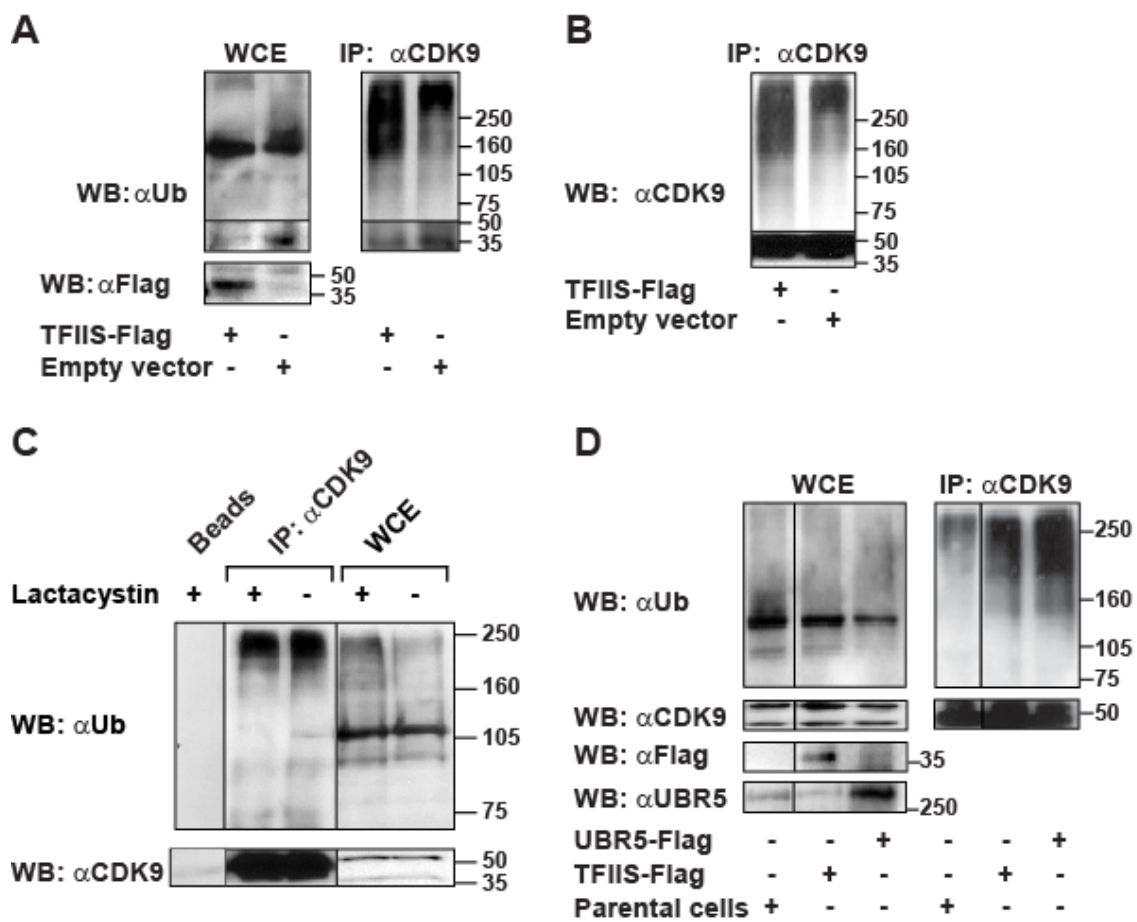 A
WCE IP: αCDK9
250
160
105
75
50
35
WB: αUb
WB: αFlag 50
35
TFIIS-Flag + - + -
Empty vector - + - +
B
IP: αCDK9
250
160
105
75
50
35
WB: αCDK9
TFIIS-Flag + -
Empty vector - +
C
Beads IP: αCDK9 WCE
Lactacystin + + - + -
250
160
105
75
WB: αUb
WB: αCDK9 50
35
D
WCE IP: αCDK9
250
160
105
75
WB: αUb
WB: αCDK9 50
WB: αFlag 35
WB: αUBR5 250
UBR5-Flag - - + - - +
TFIIS-Flag - + - - + -
Parental cells + - - + - -